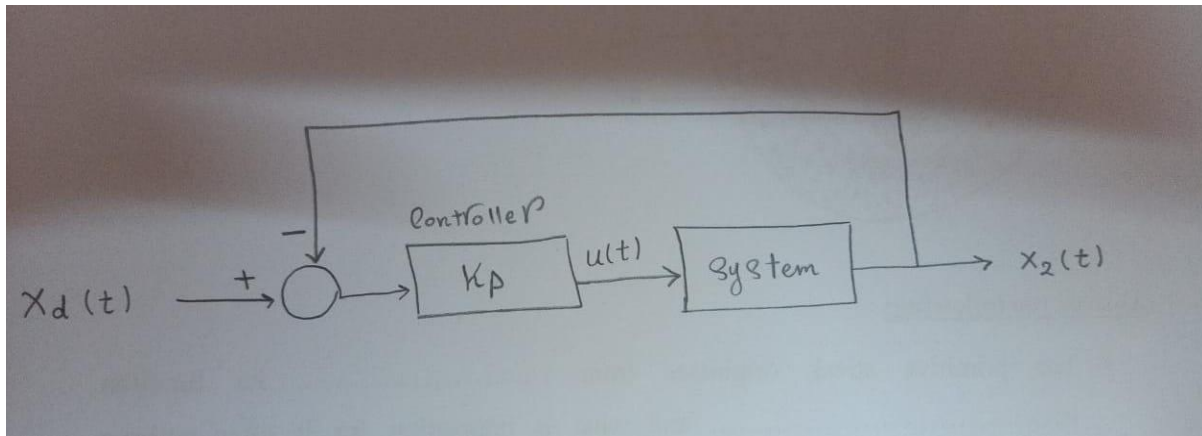 Controller
−
+
Xd (t)
Kp
u(t)
System
x2(t)